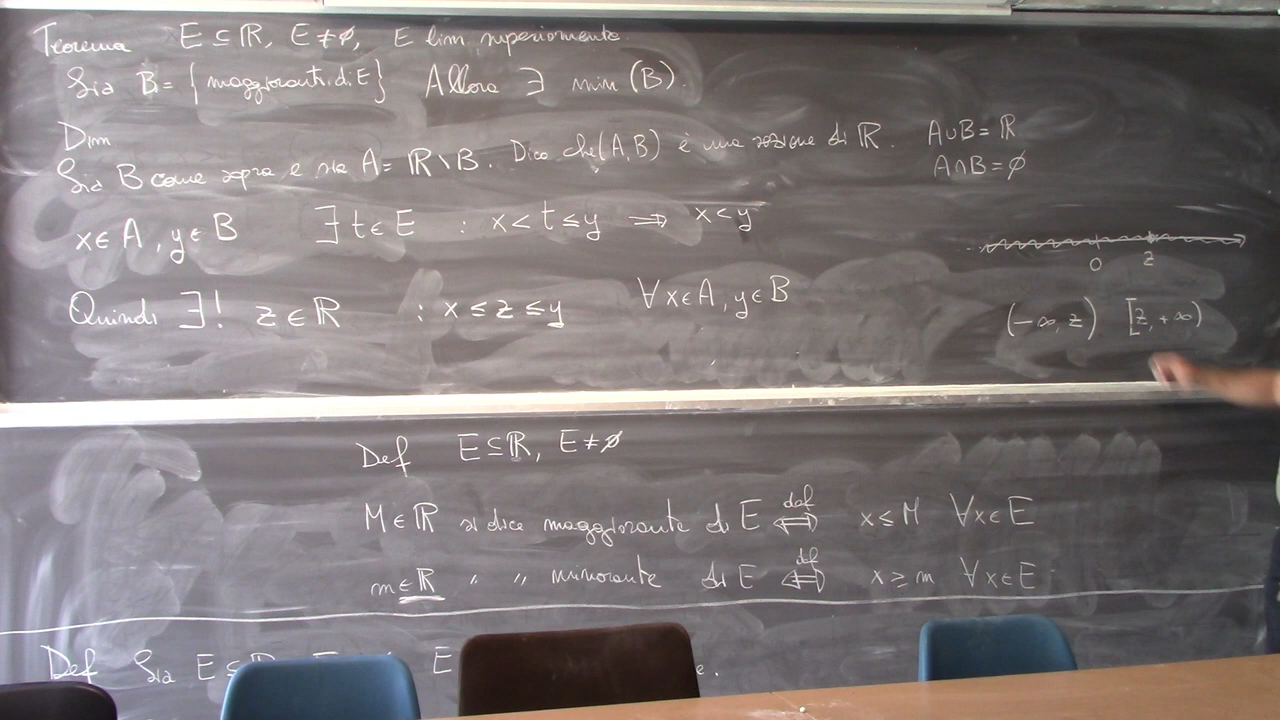 Teorema E ⊆ ℝ, E ≠ ∅, E lim superiormente.
Sia B = {maggioranti di E} Allora ∃ min (B).
Dim
Sia B come sopra e sia A = ℝ \ B. Dico che (A, B) è una sezione di ℝ. A ∪ B = ℝ
A ∩ B = ∅
x ∈ A, y ∈ B ∃ t ∈ E : x < t ≤ y ⟹ x < y
0 z
Quindi ∃! z ∈ ℝ : x ≤ z ≤ y ∀ x ∈ A, y ∈ B
(-∞, z) [z, +∞)
Def E ⊆ ℝ, E ≠ ∅
M ∈ ℝ si dice maggiorante di E ⟺ def x ≤ M ∀x ∈ E
m ∈ ℝ " " minorante di E ⟺ def x ≥ m ∀x ∈ E
Def Sia E ⊆ ℝ, E